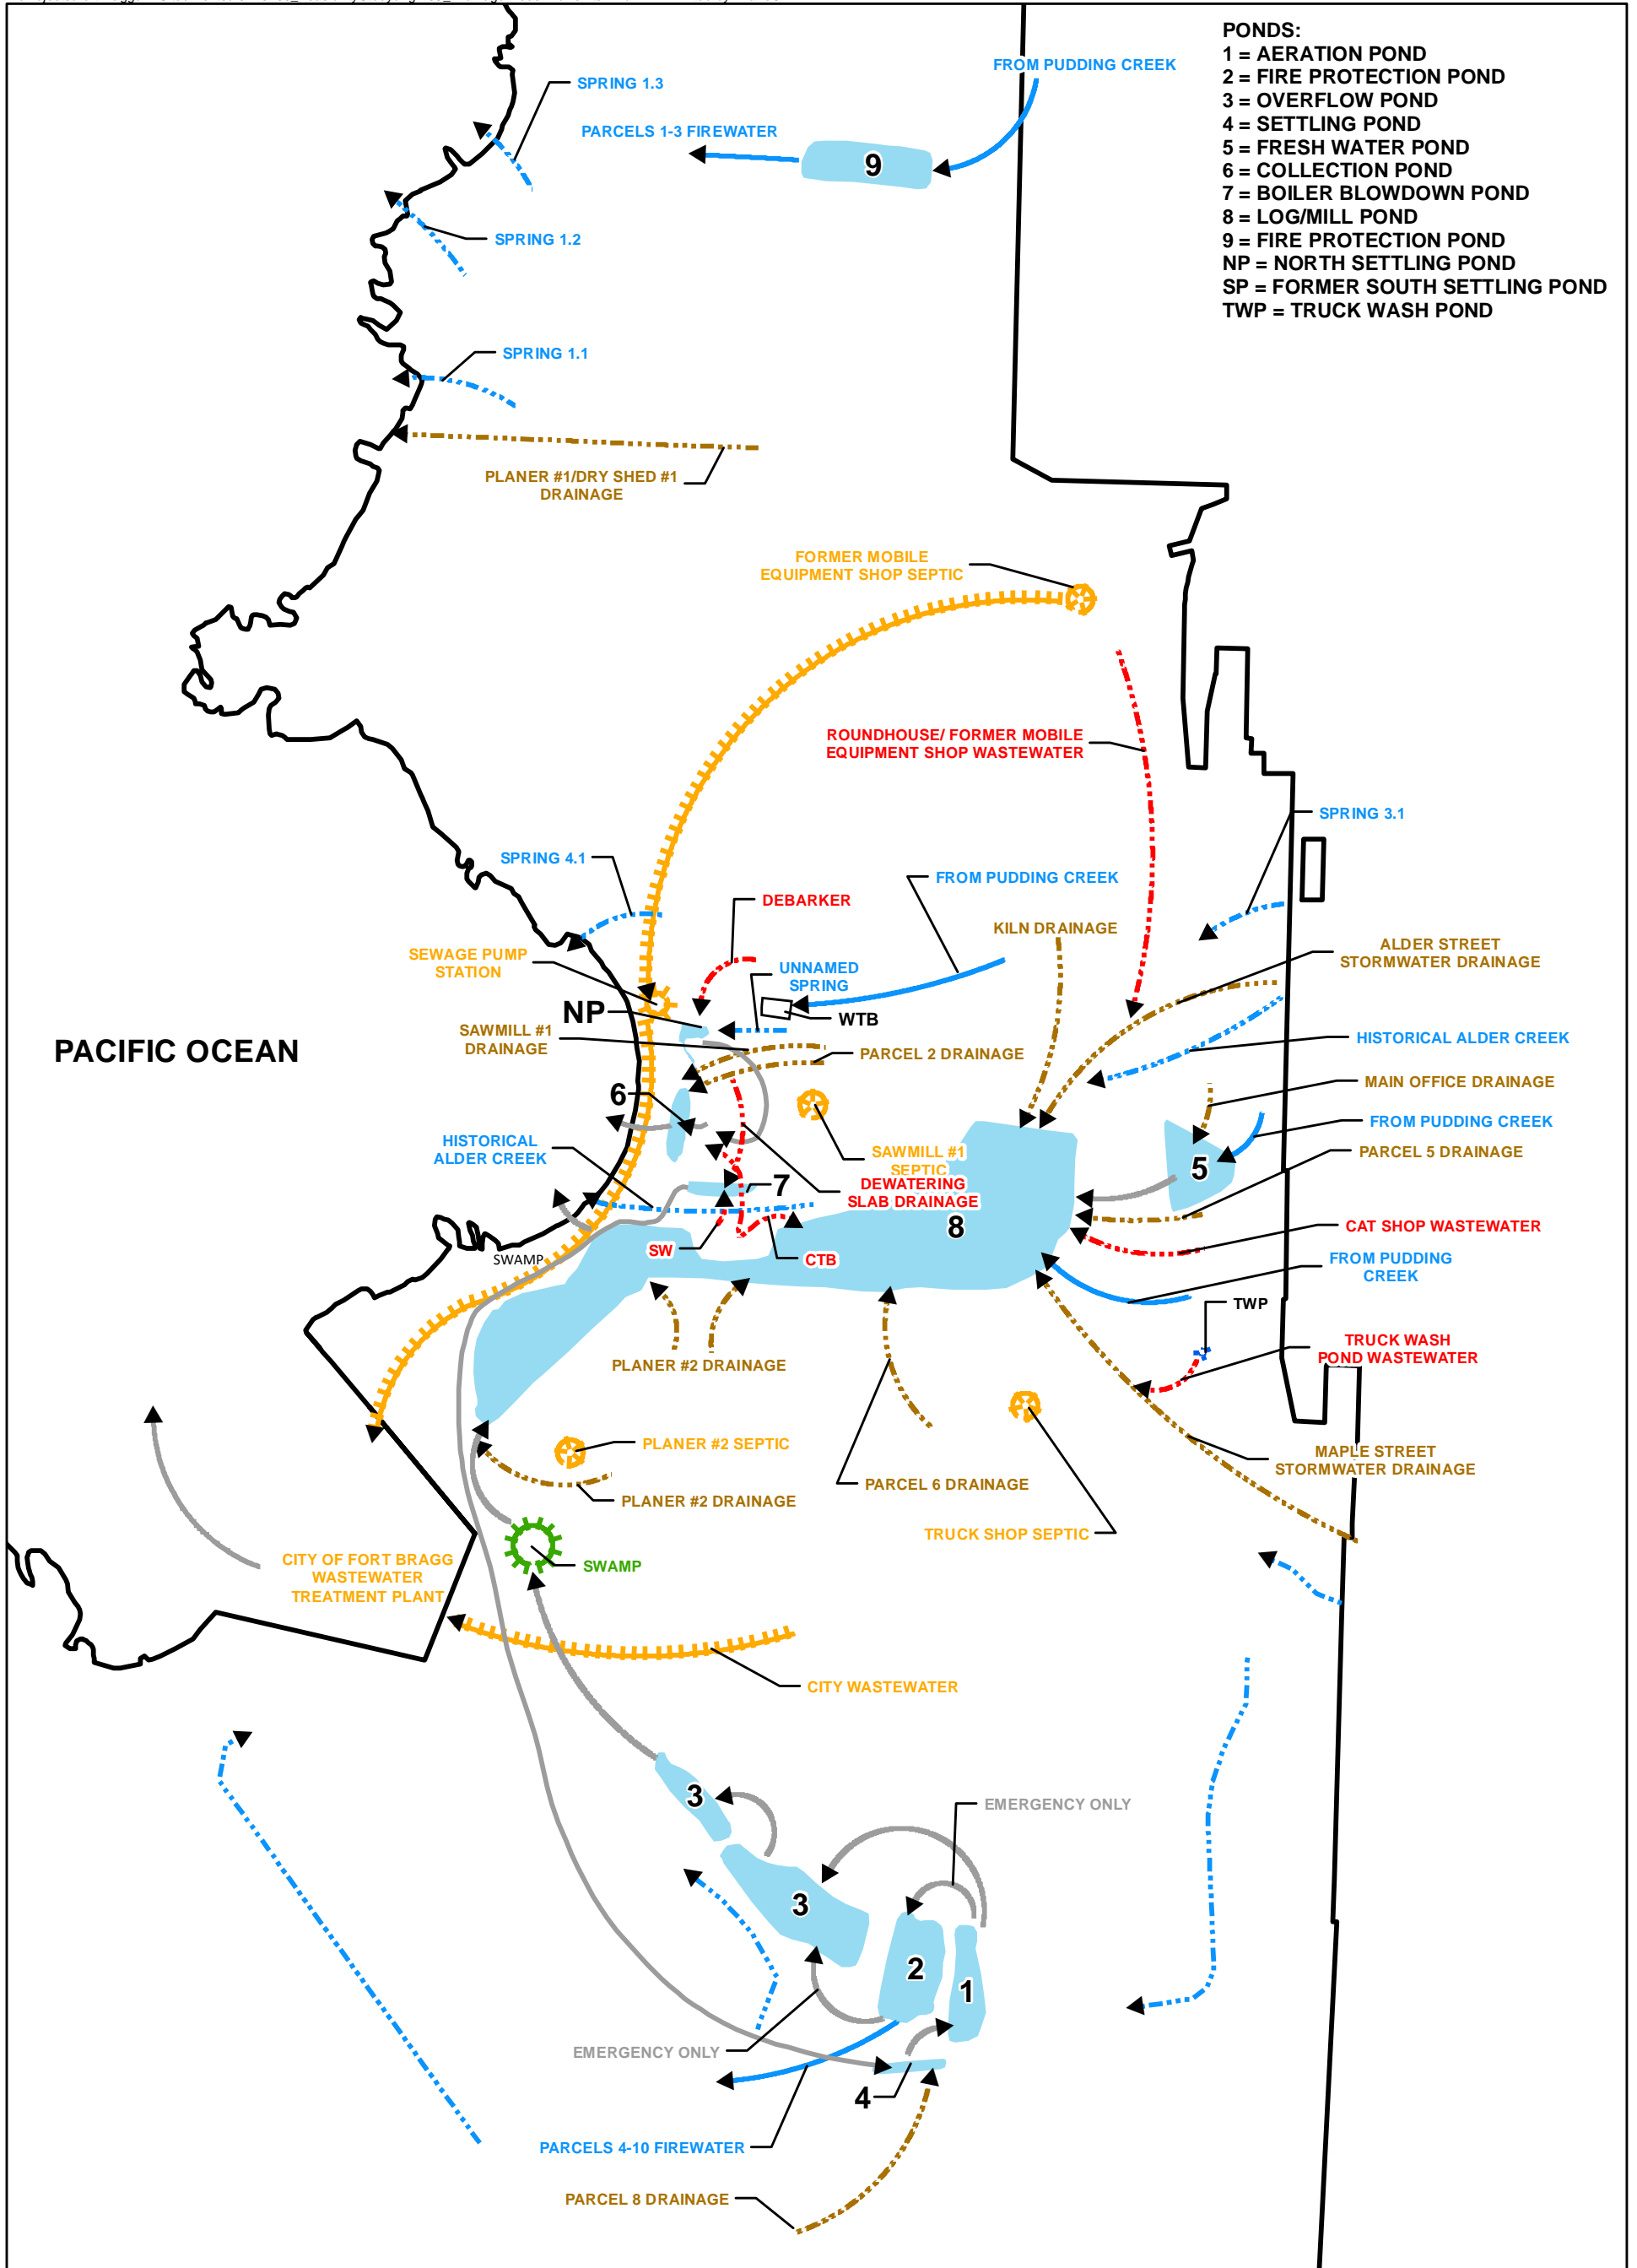 PONDS:
1 = AERATION POND
2 = FIRE PROTECTION POND
3 = OVERFLOW POND
4 = SETTLING POND
5 = FRESH WATER POND
6 = COLLECTION POND
7 = BOILER BLOWDOWN POND
8 = LOG/MILL POND
9 = FIRE PROTECTION POND
NP = NORTH SETTLING POND
SP = FORMER SOUTH SETTLING POND
TWP = TRUCK WASH POND
FROM PUDDING CREEK
SPRING 1.3
PARCELS 1-3 FIREWATER
9
SPRING 1.2
SPRING 1.1
PLANER #1/DRY SHED #1
DRAINAGE
FORMER MOBILE
EQUIPMENT SHOP SEPTIC
ROUNDHOUSE/ FORMER MOBILE
EQUIPMENT SHOP WASTEWATER
SPRING 3.1
SPRING 4.1
FROM PUDDING CREEK
DEBARKER
KILN DRAINAGE
ALDER STREET
STORMWATER DRAINAGE
SEWAGE PUMP
STATION
UNNAMED
SPRING
NP
WTB
SAWMILL #1
DRAINAGE
PACIFIC OCEAN
PARCEL 2 DRAINAGE
HISTORICAL ALDER CREEK
MAIN OFFICE DRAINAGE
6
FROM PUDDING CREEK
HISTORICAL
ALDER CREEK
SAWMILL #1
SEPTIC
PARCEL 5 DRAINAGE
5
7
DEWATERING
SLAB DRAINAGE
8
CAT SHOP WASTEWATER
SW
CTB
SWAMP
FROM PUDDING
CREEK
TWP
TRUCK WASH
POND WASTEWATER
PLANER #2 DRAINAGE
PLANER #2 SEPTIC
MAPLE STREET
STORMWATER DRAINAGE
PARCEL 6 DRAINAGE
PLANER #2 DRAINAGE
TRUCK SHOP SEPTIC
CITY OF FORT BRAGG
WASTEWATER
TREATMENT PLANT
SWAMP
CITY WASTEWATER
3
EMERGENCY ONLY
3
2
1
EMERGENCY ONLY
4
PARCELS 4-10 FIREWATER
PARCEL 8 DRAINAGE